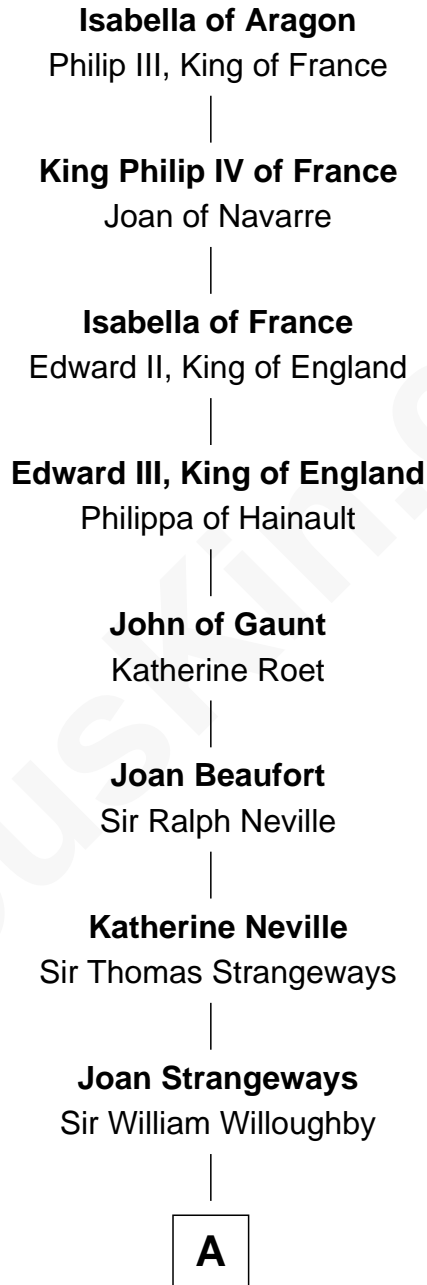 Isabella of Aragon
Philip III, King of France
King Philip IV of France
Joan of Navarre
Isabella of France
Edward II, King of England
Edward III, King of England
Philippa of Hainault
John of Gaunt
Katherine Roet
Joan Beaufort
Sir Ralph Neville
Katherine Neville
Sir Thomas Strangeways
Joan Strangeways
Sir William Willoughby
A